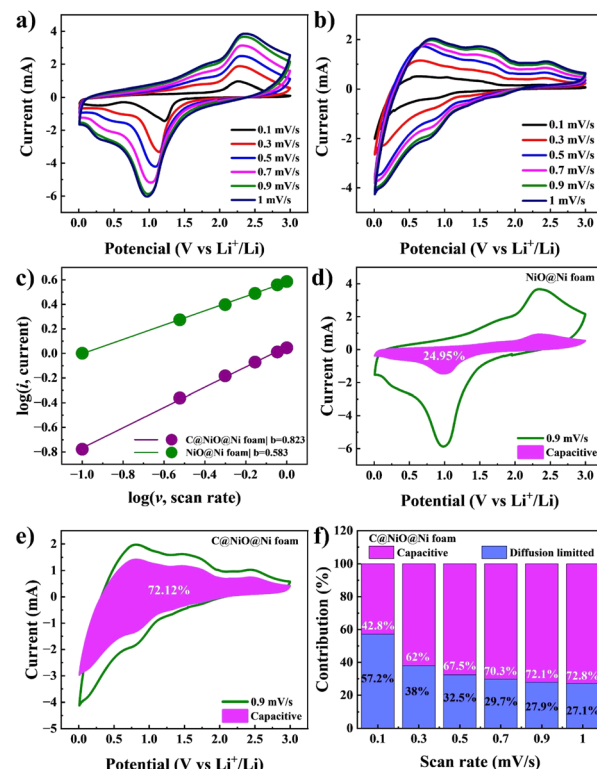 a)
Current (mA)
4
2
0
−2
−4
−6
0.1 mV/s
0.3 mV/s
0.5 mV/s
0.7 mV/s
0.9 mV/s
1 mV/s
0.0 0.6 1.2 1.8 2.4 3.0
Potencial (V vs Li⁺/Li)
b)
Current (mA)
2
0
-2
-4
0.1 mV/s
0.3 mV/s
0.5 mV/s
0.7 mV/s
0.9 mV/s
1 mV/s
0.0 0.5 1.0 1.5 2.0 2.5 3.0
Potencial (V vs Li⁺/Li)
c)
log(i, current)
0.6
0.4
0.2
0.0
−0.2
−0.4
−0.6
−0.8
C@NiO@Ni foam| b=0.823
NiO@Ni foam| b=0.583
−1.0 −0.8 −0.6 −0.4 −0.2 0.0
log(v, scan rate)
d)
NiO@Ni foam
Current (mA)
4
2
0
2
4
−6
24.95%
0.9 mV/s
Capacitive
0.0 0.5 1.0 1.5 2.0 2.5 3.0
Potential (V vs Li⁺/Li)
e)
C@NiO@Ni foam
Current (mA)
2
1
0
−1
−2
−3
−4
−5
72.12%
0.9 mV/s
Capacitive
0.0 0.5 1.0 1.5 2.0 2.5 3.0
Potential (V vs Li⁺/Li)
f)
C@NiO@Ni foam
Capacitive
Diffusion limitted
Contribution (%)
120
100
80
60
40
20
0
42.8% 62% 67.5% 70.3% 72.1% 72.8%
57.2% 38% 32.5% 29.7% 27.9% 27.1%
0.1 0.3 0.5 0.7 0.9 1
Scan rate (mV/s)